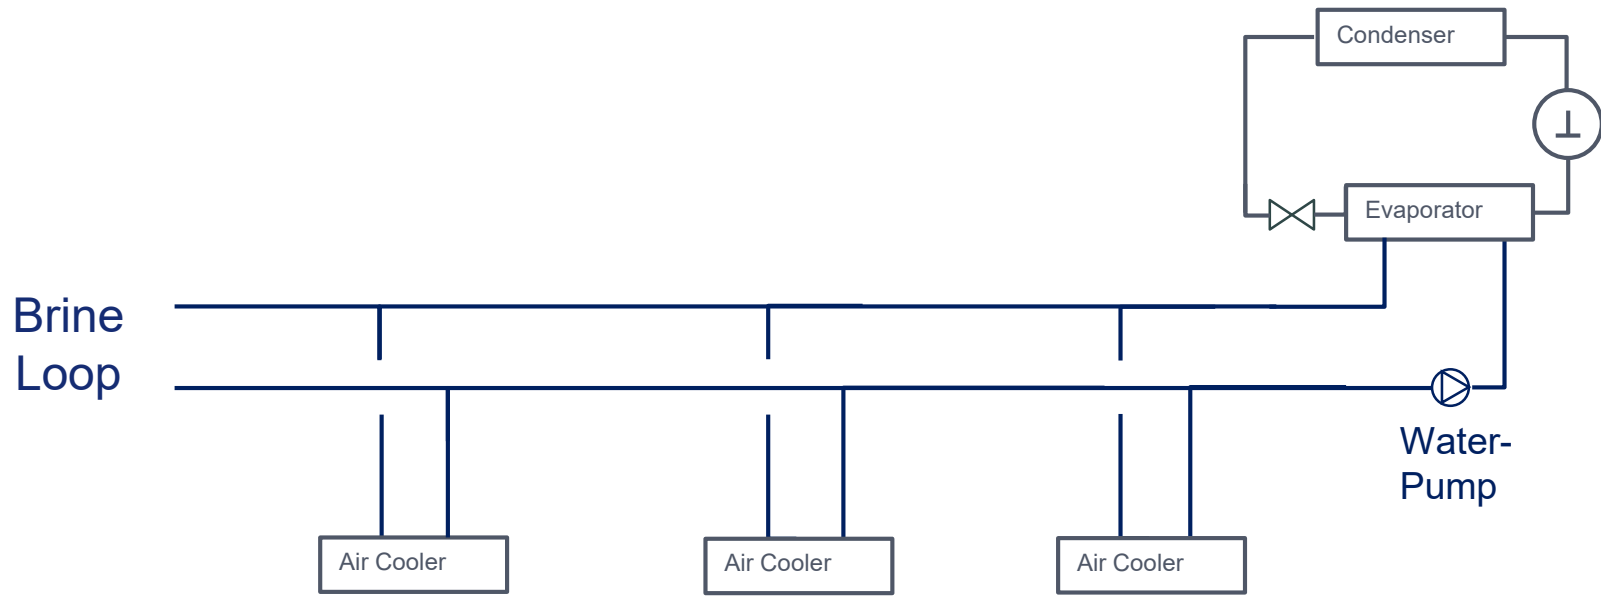 Condenser
Evaporator
Brine
Loop
Water-
Pump
Air Cooler
Air Cooler
Air Cooler